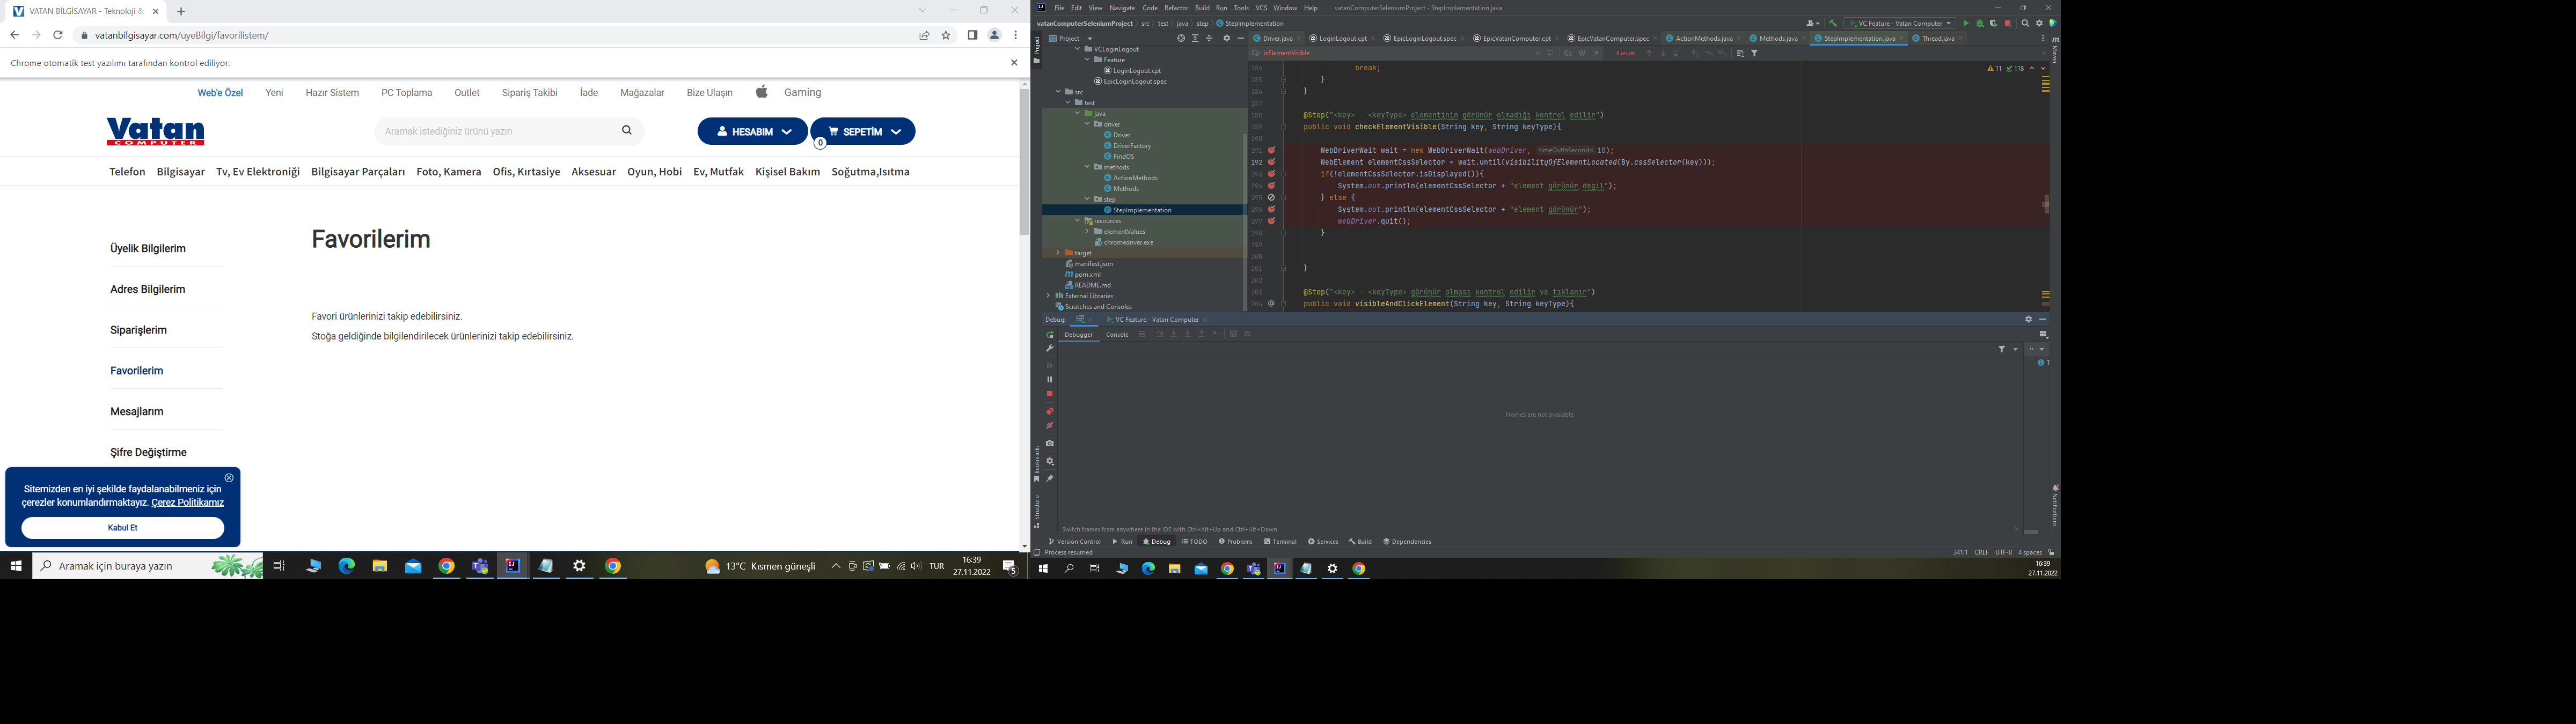 VATAN BİLGİSAYAR - Teknoloji &
vatanbilgisayar.com/uyeBilgi/favorilistem/
Chrome otomatik test yazılımı tarafından kontrol ediliyor.
Web'e Özel Yeni Hazır Sistem PC Toplama Outlet Sipariş Takibi İade Mağazalar Bize Ulaşın Gaming
Vatan
COMPUTER
Aramak istediğiniz ürünü yazın
HESABIM
SEPETİM
0
Telefon Bilgisayar Tv, Ev Elektroniği Bilgisayar Parçaları Foto, Kamera Ofis, Kırtasiye Aksesuar Oyun, Hobi Ev, Mutfak Kişisel Bakım Soğutma,Isıtma
Üyelik Bilgilerim
Adres Bilgilerim
Siparişlerim
Favorilerim
Mesajlarım
Şifre Değiştirme
Favorilerim
Favori ürünlerinizi takip edebilirsiniz.
Stoğa geldiğinde bilgilendirilecek ürünlerinizi takip edebilirsiniz.
Sitemizden en iyi şekilde faydalanabilmeniz için
çerezler konumlandırmaktayız. Çerez Politikamız
Kabul Et
Aramak için buraya yazın
13°C Kısmen güneşli
TUR
16:39
27.11.2022
5
File Edit View Navigate Code Refactor Build Run Tools VCS Window Help vatanComputerSeleniumProject - StepImplementation.java
vatanComputerSeleniumProject src test java step StepImplementation
VC Feature - Vatan Computer
Project
Driver.java LoginLogout.cpt EpicLoginLogout.spec EpicVatanComputer.cpt EpicVatanComputer.spec ActionMethods.java Methods.java StepImplementation.java Thread.java
isElementVisible
Cc W .*
0 results
VCLoginLogout
Feature
LoginLogout.cpt
EpicLoginLogout.spec
src
test
java
driver
Driver
DriverFactory
FindOS
methods
ActionMethods
Methods
step
StepImplementation
resources
elementValues
chromedriver.exe
target
manifest.json
pom.xml
README.md
External Libraries
Scratches and Consoles
11 118
184 break;
185 }
186 }
187
188 @Step("<key> - <keyType> elementinin görünür olmadığı kontrol edilir")
189 public void checkElementVisible(String key, String keyType){
190
191 WebDriverWait wait = new WebDriverWait(webDriver, timeOutInSeconds: 10);
192 WebElement elementCssSelector = wait.until(visibilityOfElementLocated(By.cssSelector(key)));
193 if(!elementCssSelector.isDisplayed()){
194 System.out.println(elementCssSelector + "element görünür degil");
195 } else {
196 System.out.println(elementCssSelector + "element görünür");
197 webDriver.quit();
198 }
199
200
201 }
202
203 @Step("<key> - <keyType> görünür olması kontrol edilir ve tıklanır")
204 public void visibleAndClickElement(String key, String keyType){
Debug: VC Feature - Vatan Computer
Debugger Console
Frames are not available
Switch frames from anywhere in the IDE with Ctrl+Alt+Up and Ctrl+Alt+Down
Version Control Run Debug TODO Problems Terminal Services Build Dependencies
Process resumed
341:1 CRLF UTF-8 4 spaces
16:39
27.11.2022
Project
Bookmarks
Structure
Maven
Notifications